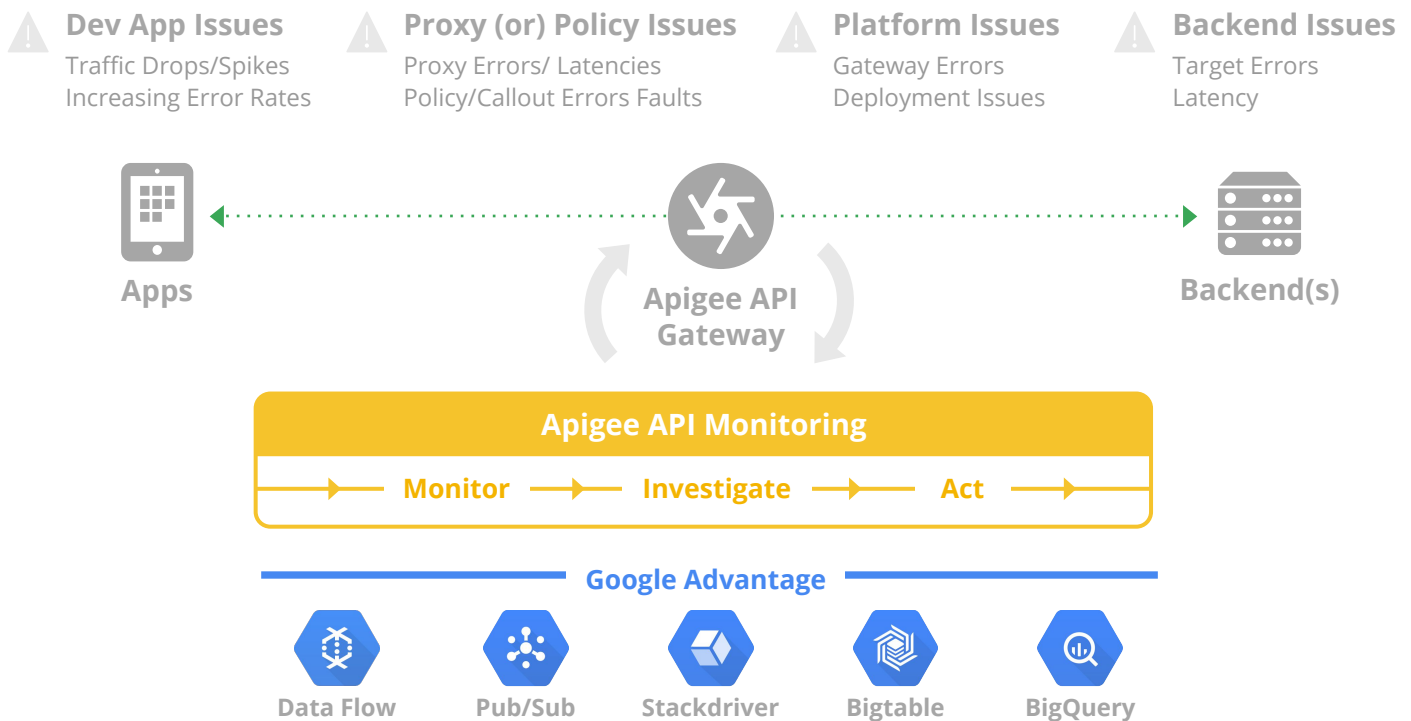 Dev App Issues
Traffic Drops/Spikes
Increasing Error Rates
Proxy (or) Policy Issues
Proxy Errors/ Latencies
Policy/Callout Errors Faults
Platform Issues
Gateway Errors
Deployment Issues
Backend Issues
Target Errors
Latency
Apps
Apigee API
Gateway
Backend(s)
Apigee API Monitoring
Monitor
Investigate
Act
Google Advantage
Data Flow
Pub/Sub
Stackdriver
Bigtable
BigQuery